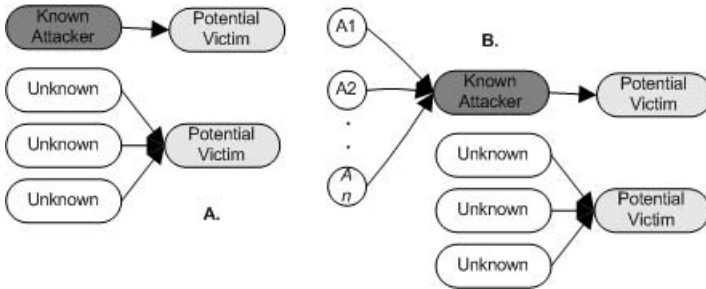 Known
Attacker
Potential
Victim
Unknown
Unknown
Unknown
Potential
Victim
A.
A1
A2
.
.
A
n
B.
Known
Attacker
Potential
Victim
Unknown
Unknown
Unknown
Potential
Victim